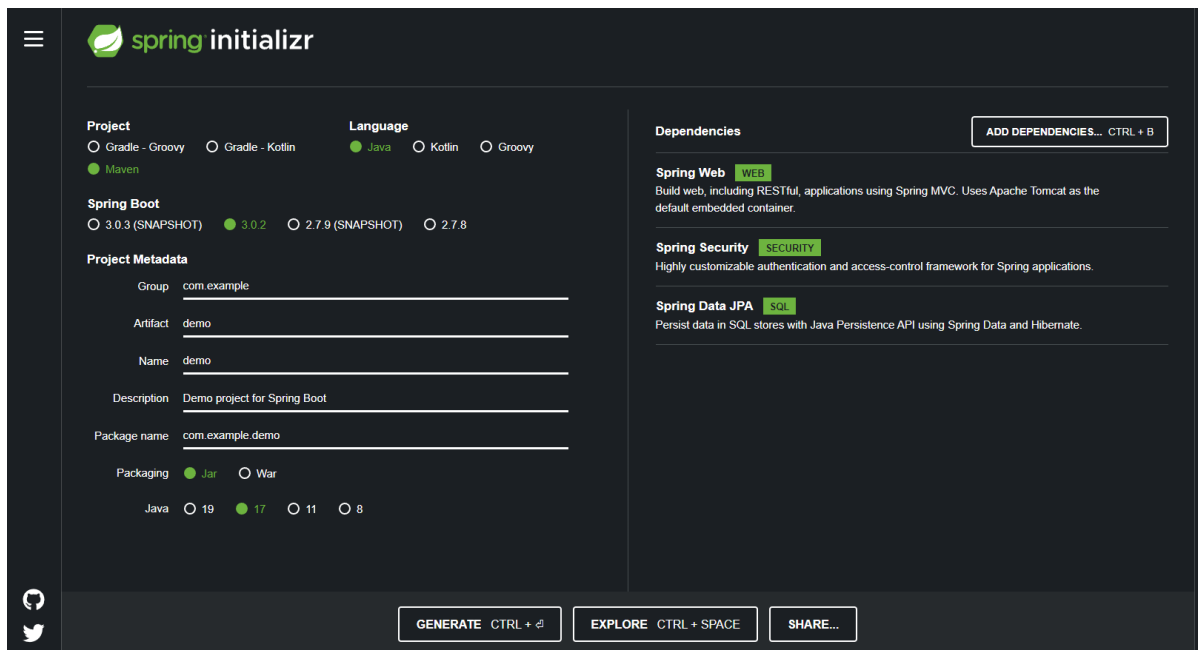 spring initializr
Project
Gradle - Groovy Gradle - Kotlin
Maven
Language
Java Kotlin Groovy
Spring Boot
3.0.3 (SNAPSHOT) 3.0.2 2.7.9 (SNAPSHOT) 2.7.8
Project Metadata
Group com.example
Artifact demo
Name demo
Description Demo project for Spring Boot
Package name com.example.demo
Packaging Jar War
Java 19 17 11 8
Dependencies
ADD DEPENDENCIES... CTRL + B
Spring Web WEB
Build web, including RESTful, applications using Spring MVC. Uses Apache Tomcat as the
default embedded container.
Spring Security SECURITY
Highly customizable authentication and access-control framework for Spring applications.
Spring Data JPA SQL
Persist data in SQL stores with Java Persistence API using Spring Data and Hibernate.
GENERATE CTRL + ⏎ EXPLORE CTRL + SPACE SHARE...